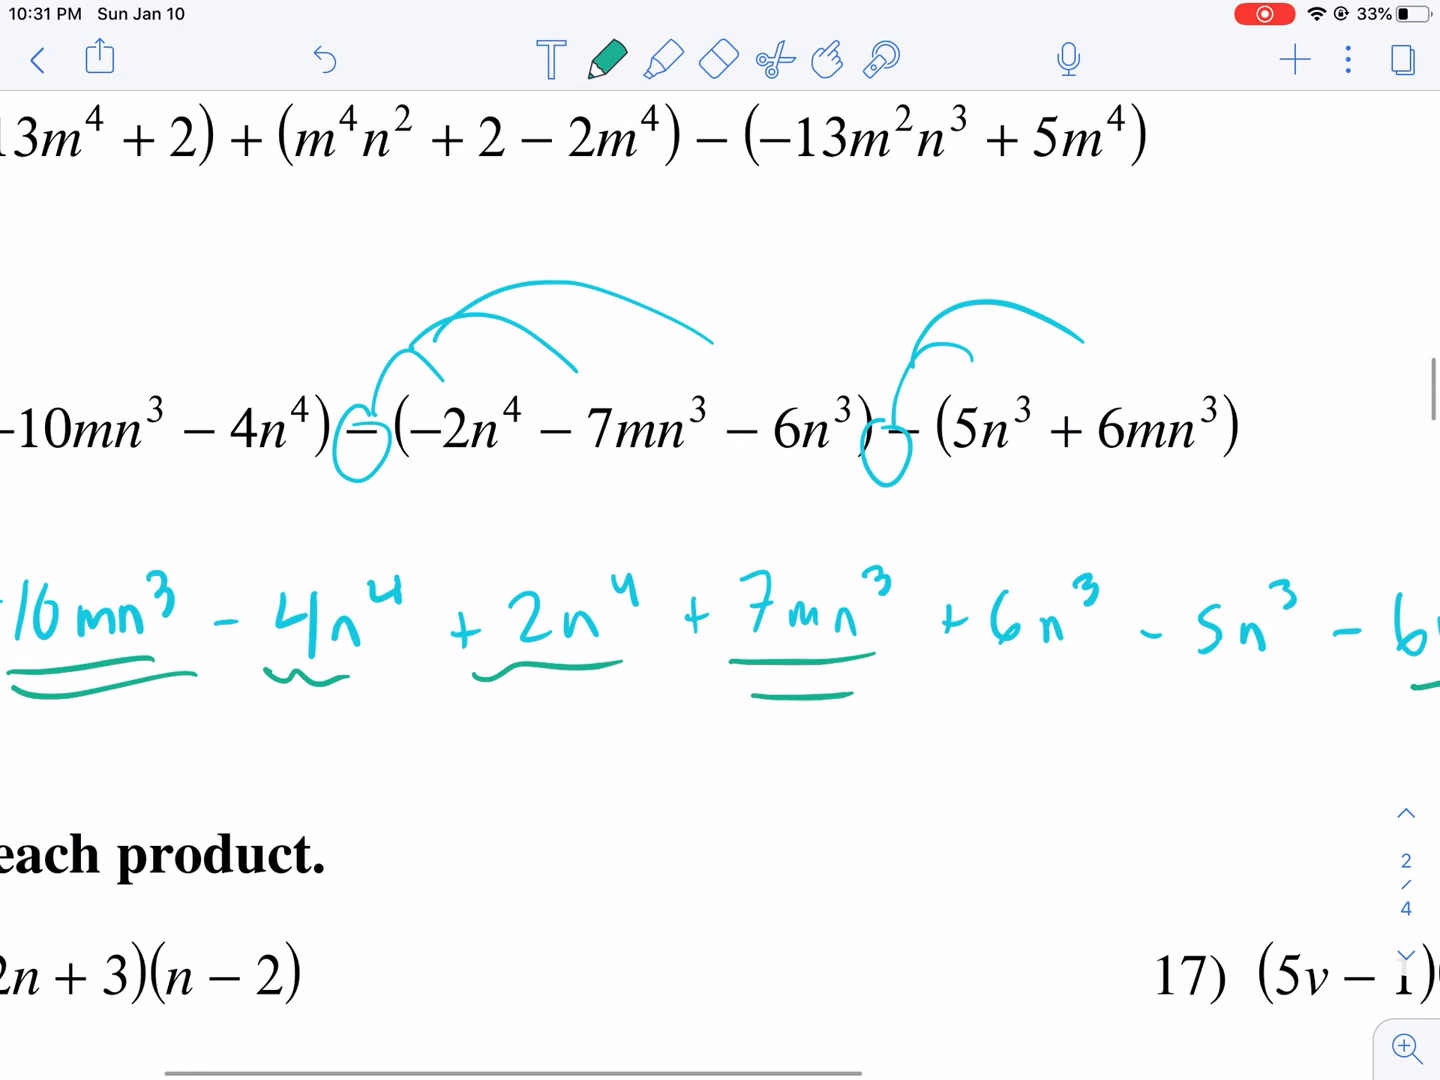 10:31 PM Sun Jan 10 33%
13m⁴ + 2) + (m⁴n² + 2 − 2m⁴) − (−13m²n³ + 5m⁴)
−10mn³ − 4n⁴) − (−2n⁴ − 7mn³ − 6n³) − (5n³ + 6mn³)
-10mn³ - 4n⁴ + 2n⁴ + 7mn³ + 6n³ - 5n³ - 6
each product.
2
/
4
2n + 3)(n − 2)
17) (5v − 1)(